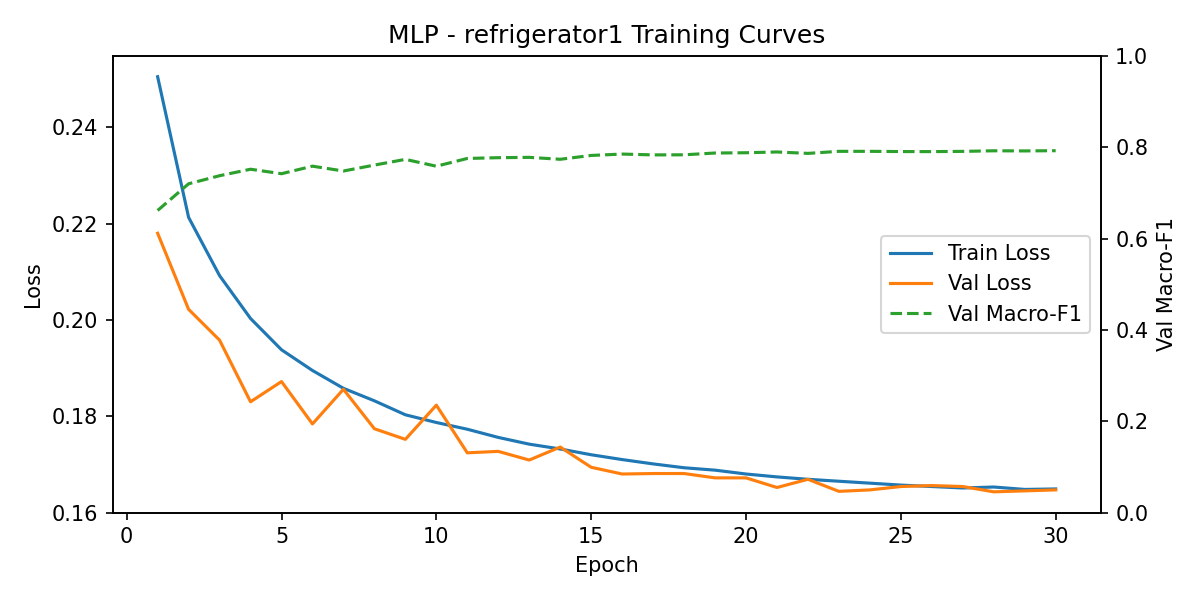 MLP - refrigerator1 Training Curves
0.24
0.22
0.20
0.18
0.16
Loss
1.0
0.8
0.6
0.4
0.2
0.0
Val Macro-F1
Train Loss
Val Loss
Val Macro-F1
0 5 10 15 20 25 30
Epoch